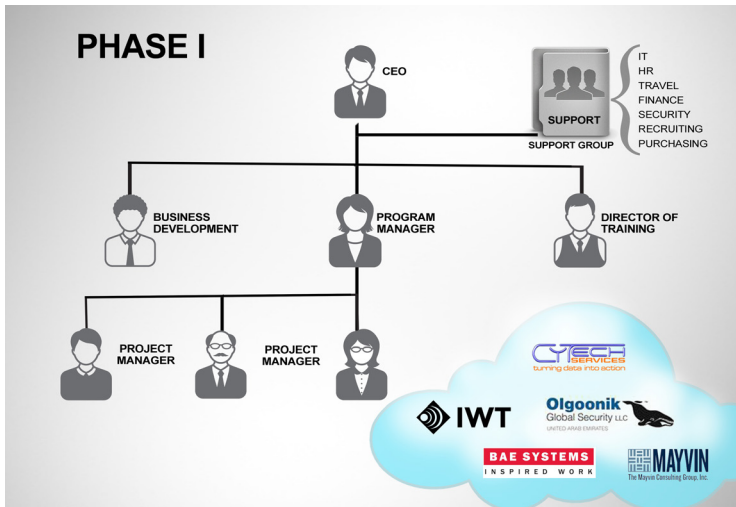 PHASE I
CEO
SUPPORT
SUPPORT GROUP
IT
HR
TRAVEL
FINANCE
SECURITY
RECRUITING
PURCHASING
BUSINESS
DEVELOPMENT
PROGRAM
MANAGER
DIRECTOR OF
TRAINING
PROJECT
MANAGER
PROJECT
MANAGER
CYTECH
SERVICES
turning data into action
IWT
Olgoonik
Global Security LLC
UNITED ARAB EMIRATES
BAE SYSTEMS
INSPIRED WORK
MAYVIN
The Mayvin Consulting Group, Inc.